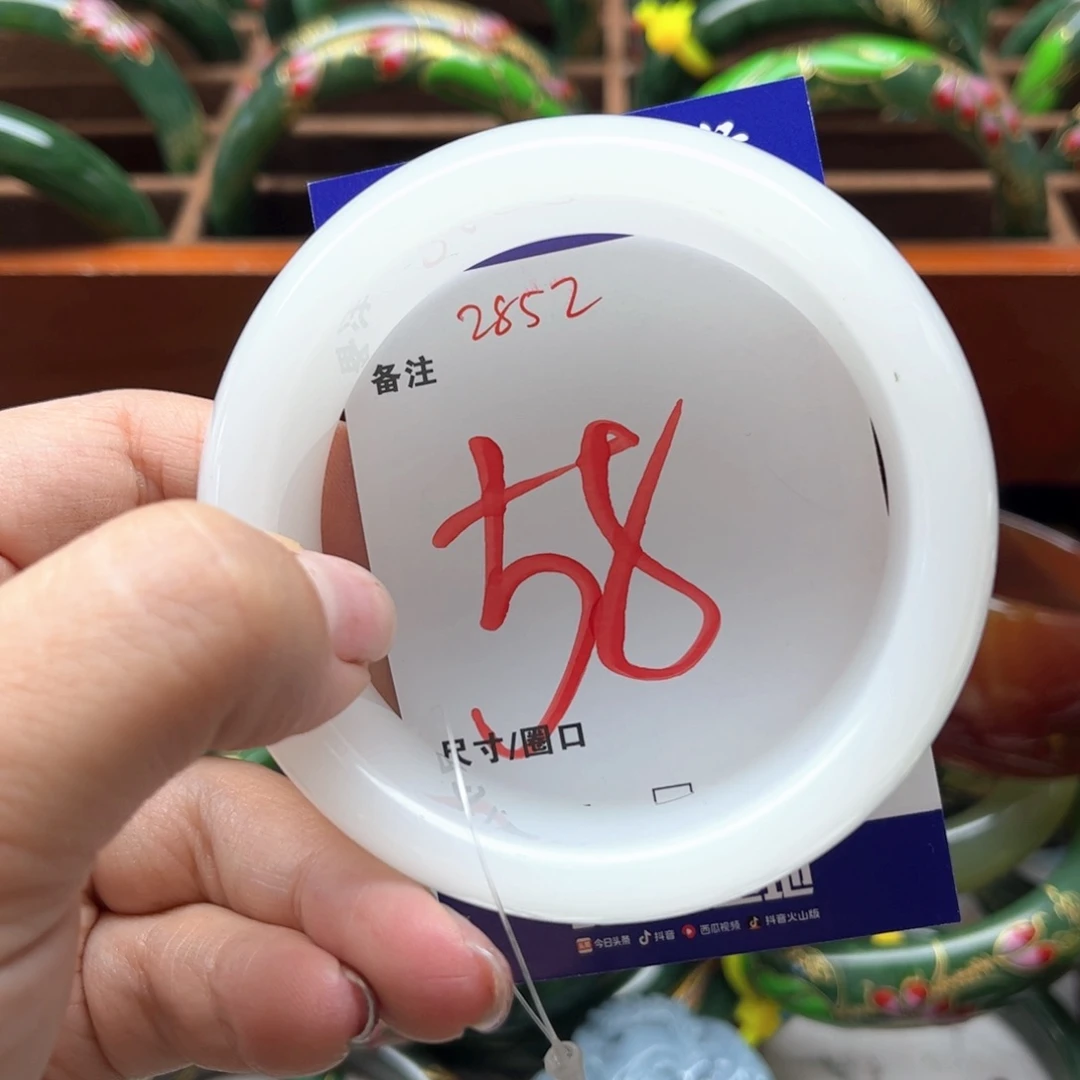 2852
备注
58
尺寸/圈口
今日头条 抖音 西瓜视频 抖音火山版